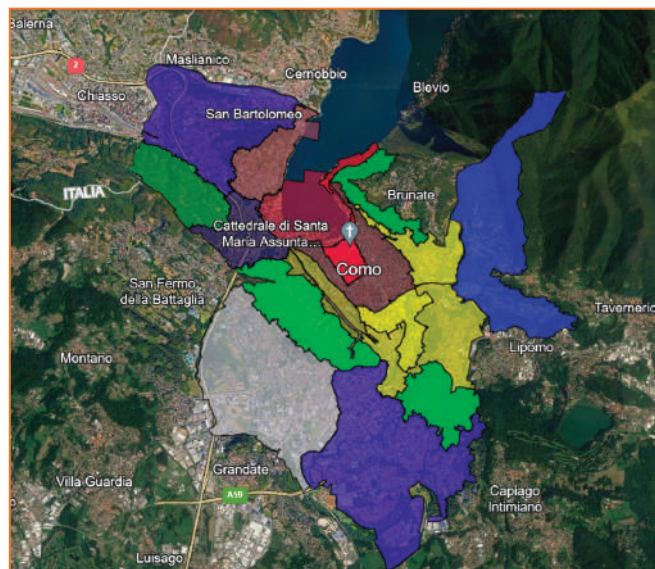 Balerna
2
Maslianico
Chiasso
Cernobbio
Blevio
San Bartolomeo
ITALIA
Brunate
Cattedrale di Santa
Maria Assunta...
Como
San Fermo
della Battaglia
Tavernerio
Lipomo
Montano
Villa Guardia
Grandate
A59
Capiago
Intimiano
Luisago